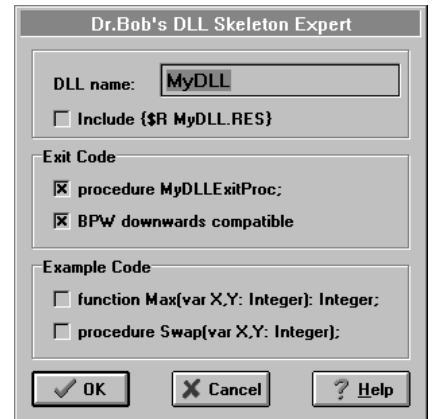 Dr.Bob's DLL Skeleton Expert
DLL name: MyDLL
Include {$R MyDLL.RES}
Exit Code
procedure MyDLLExitProc;
BPW downwards compatible
Example Code
function Max(var X,Y: Integer): Integer;
procedure Swap(var X,Y: Integer);
OK Cancel ? Help